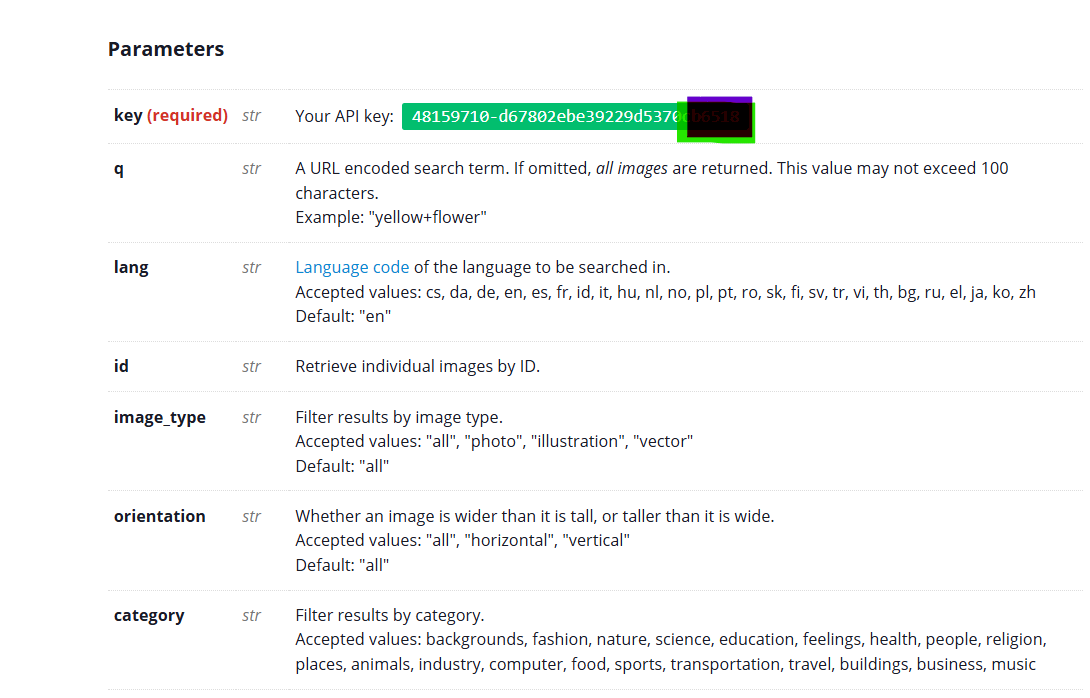 Parameters
key (required) str Your API key: 48159710-d67802ebe39229d5370
q str A URL encoded search term. If omitted, all images are returned. This value may not exceed 100
characters.
Example: "yellow+flower"
lang str Language code of the language to be searched in.
Accepted values: cs, da, de, en, es, fr, id, it, hu, nl, no, pl, pt, ro, sk, fi, sv, tr, vi, th, bg, ru, el, ja, ko, zh
Default: "en"
id str Retrieve individual images by ID.
image_type str Filter results by image type.
Accepted values: "all", "photo", "illustration", "vector"
Default: "all"
orientation str Whether an image is wider than it is tall, or taller than it is wide.
Accepted values: "all", "horizontal", "vertical"
Default: "all"
category str Filter results by category.
Accepted values: backgrounds, fashion, nature, science, education, feelings, health, people, religion,
places, animals, industry, computer, food, sports, transportation, travel, buildings, business, music